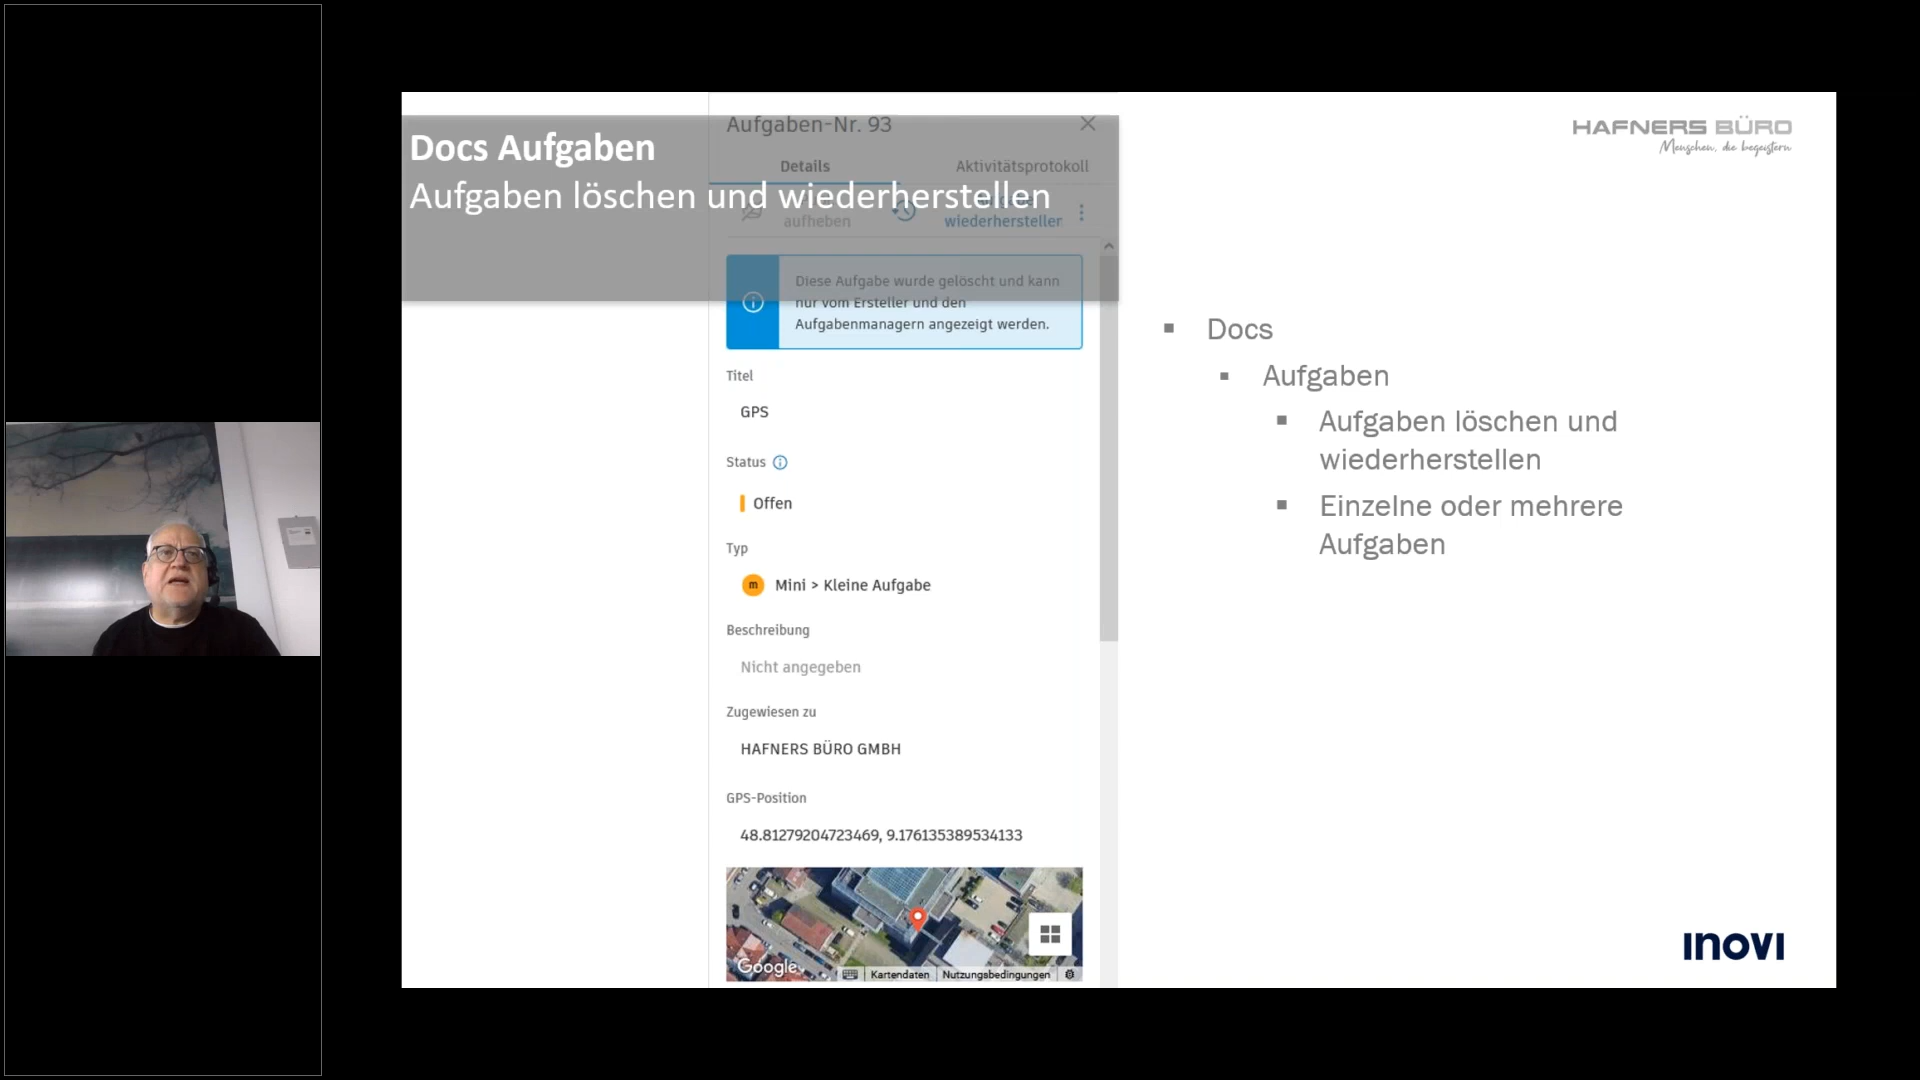 Docs Aufgaben
Aufgaben löschen und wiederherstellen
Aufgaben-Nr. 93
Details
Aktivitätsprotokoll
aufheben
wiederhersteller
Diese Aufgabe wurde gelöscht und kann
nur vom Ersteller und den
Aufgabenmanagern angezeigt werden.
Titel
GPS
Status
Offen
Typ
m Mini > Kleine Aufgabe
Beschreibung
Nicht angegeben
Zugewiesen zu
HAFNERS BÜRO GMBH
GPS-Position
48.81279204723469, 9.176135389534133
Google
Kartendaten
Nutzungsbedingungen
HAFNERS BÜRO
Menschen, die begeistern
Docs
Aufgaben
Aufgaben löschen und
wiederherstellen
Einzelne oder mehrere
Aufgaben
INOVI